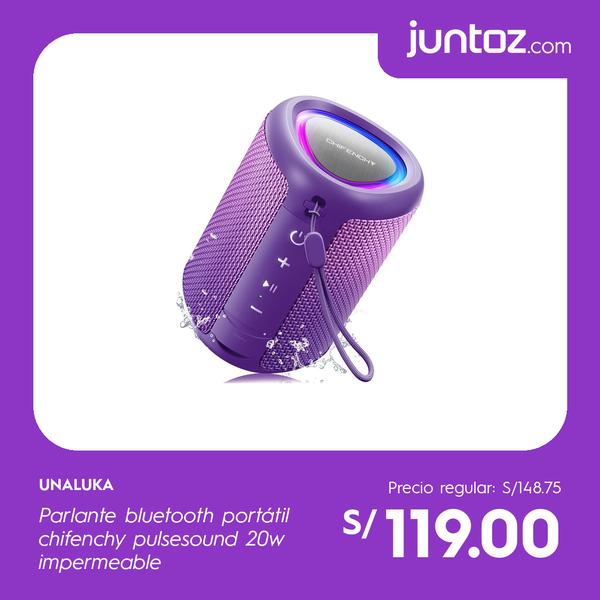 juntoz.com
CHIFENCHY
UNALUKA
Parlante bluetooth portátil
chifenchy pulsesound 20w
impermeable
Precio regular: S/148.75
S/119.00